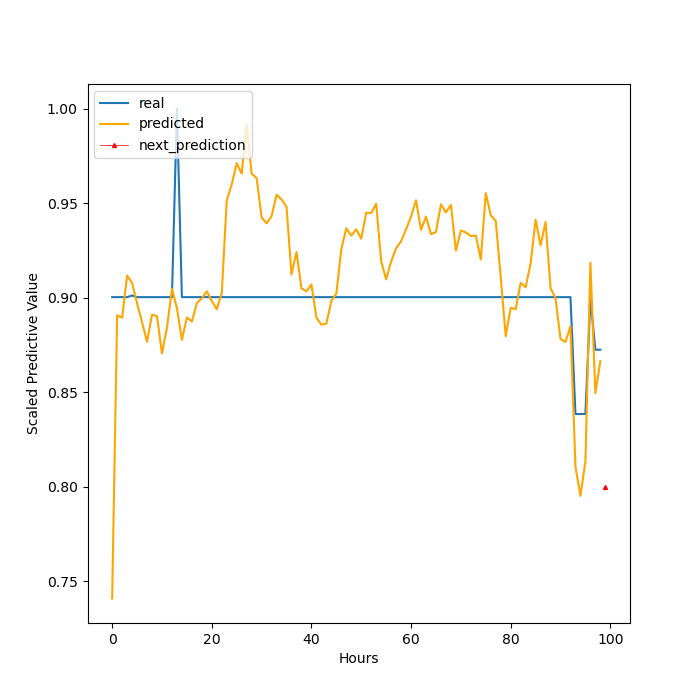 real
predicted
next_prediction
1.00
0.95
0.90
0.85
0.80
0.75
Scaled Predictive Value
0 20 40 60 80 100
Hours